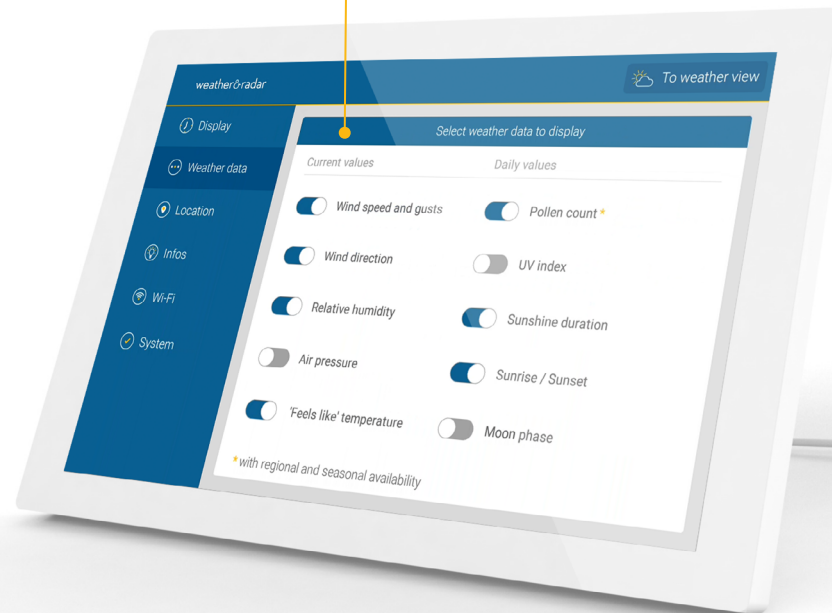 weather&radar
To weather view
Display
Weather data
Location
Infos
Wi-Fi
System
Select weather data to display
Current values
Daily values
Wind speed and gusts
Pollen count *
Wind direction
UV index
Relative humidity
Sunshine duration
Air pressure
Sunrise / Sunset
'Feels like' temperature
Moon phase
* with regional and seasonal availability